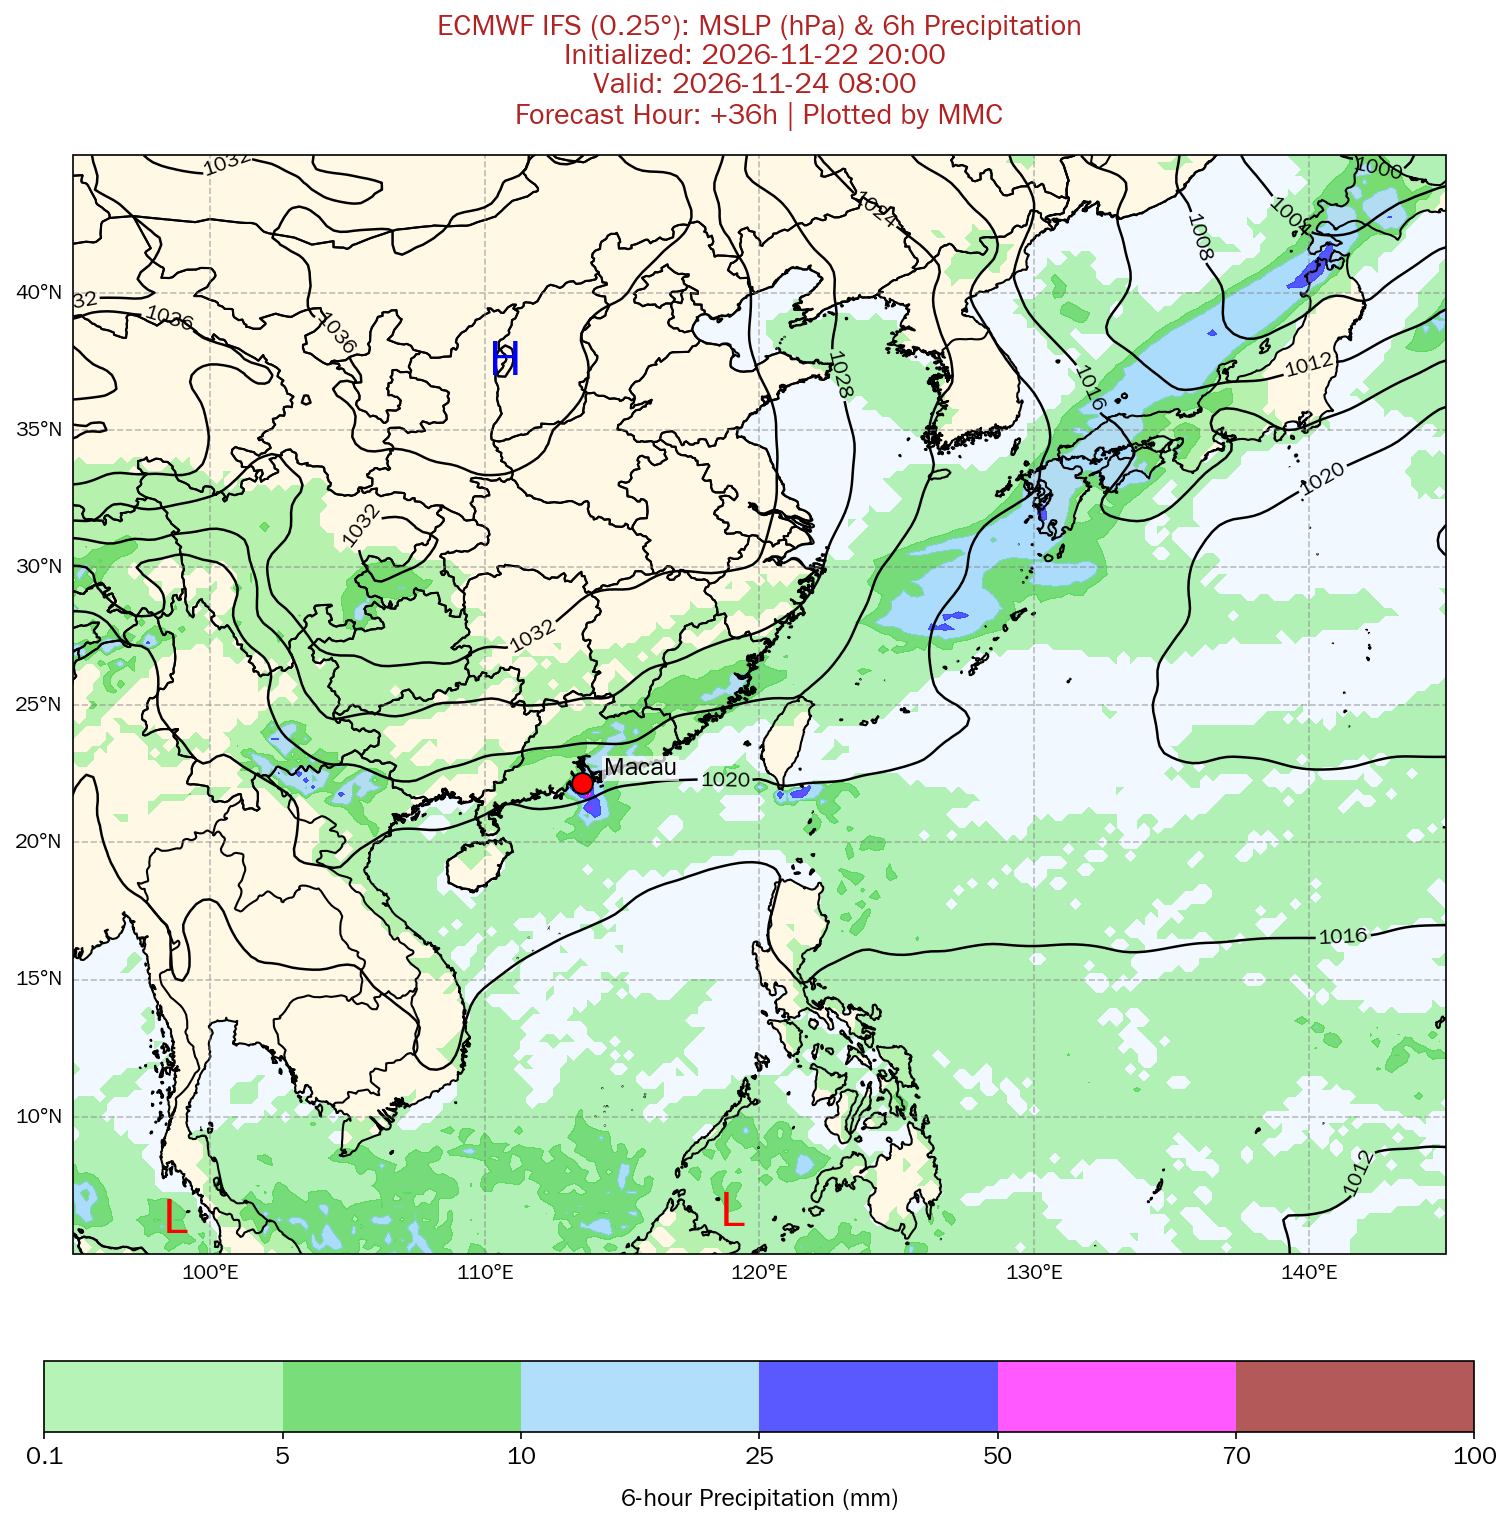 ECMWF IFS (0.25°): MSLP (hPa) & 6h Precipitation
Initialized: 2026-11-22 20:00
Valid: 2026-11-24 08:00
Forecast Hour: +36h | Plotted by MMC
1032
1000
1024
1004
1008
40°N
32
1036
1036
H
1028
1012
1016
35°N
1020
1032
30°N
1032
25°N
Macau
1020
20°N
1016
15°N
10°N
1012
L
L
100°E 110°E 120°E 130°E 140°E
0.1 5 10 25 50 70 100
6-hour Precipitation (mm)